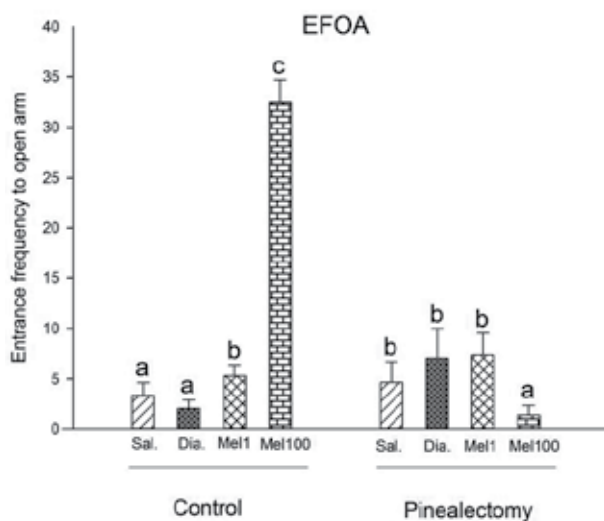 EFOA
Entrance frequency to open arm
40
35
30
25
20
15
10
5
0
a
a
b
c
b
b
b
a
Sal. Dia. Mel1 Mel100 Sal. Dia. Mel1 Mel100
Control Pinealectomy